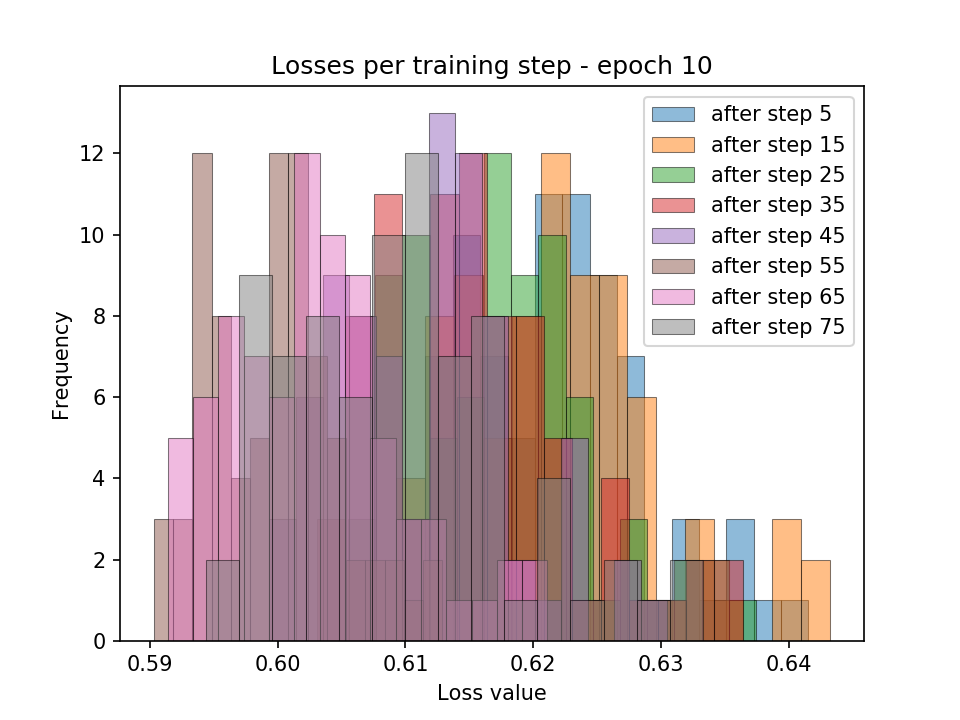 Losses per training step - epoch 10
after step 5
after step 15
after step 25
after step 35
after step 45
after step 55
after step 65
after step 75
Frequency
12
10
8
6
4
2
0
0.59 0.60 0.61 0.62 0.63 0.64
Loss value